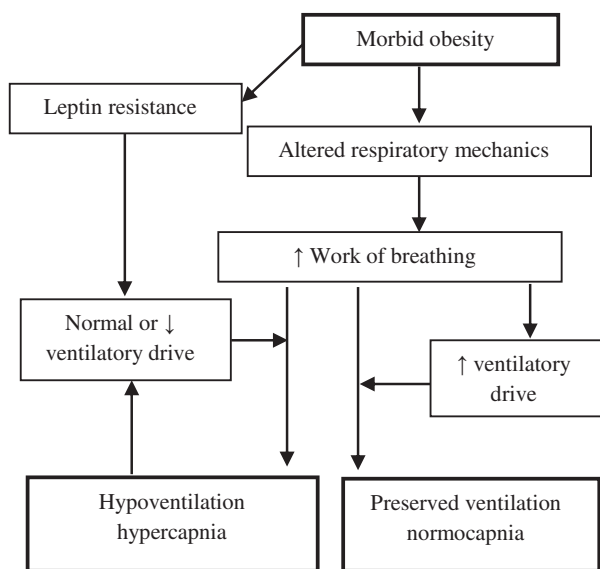 Morbid obesity
Leptin resistance
Altered respiratory mechanics
↑ Work of breathing
Normal or ↓
ventilatory drive
↑ ventilatory
drive
Hypoventilation
hypercapnia
Preserved ventilation
normocapnia